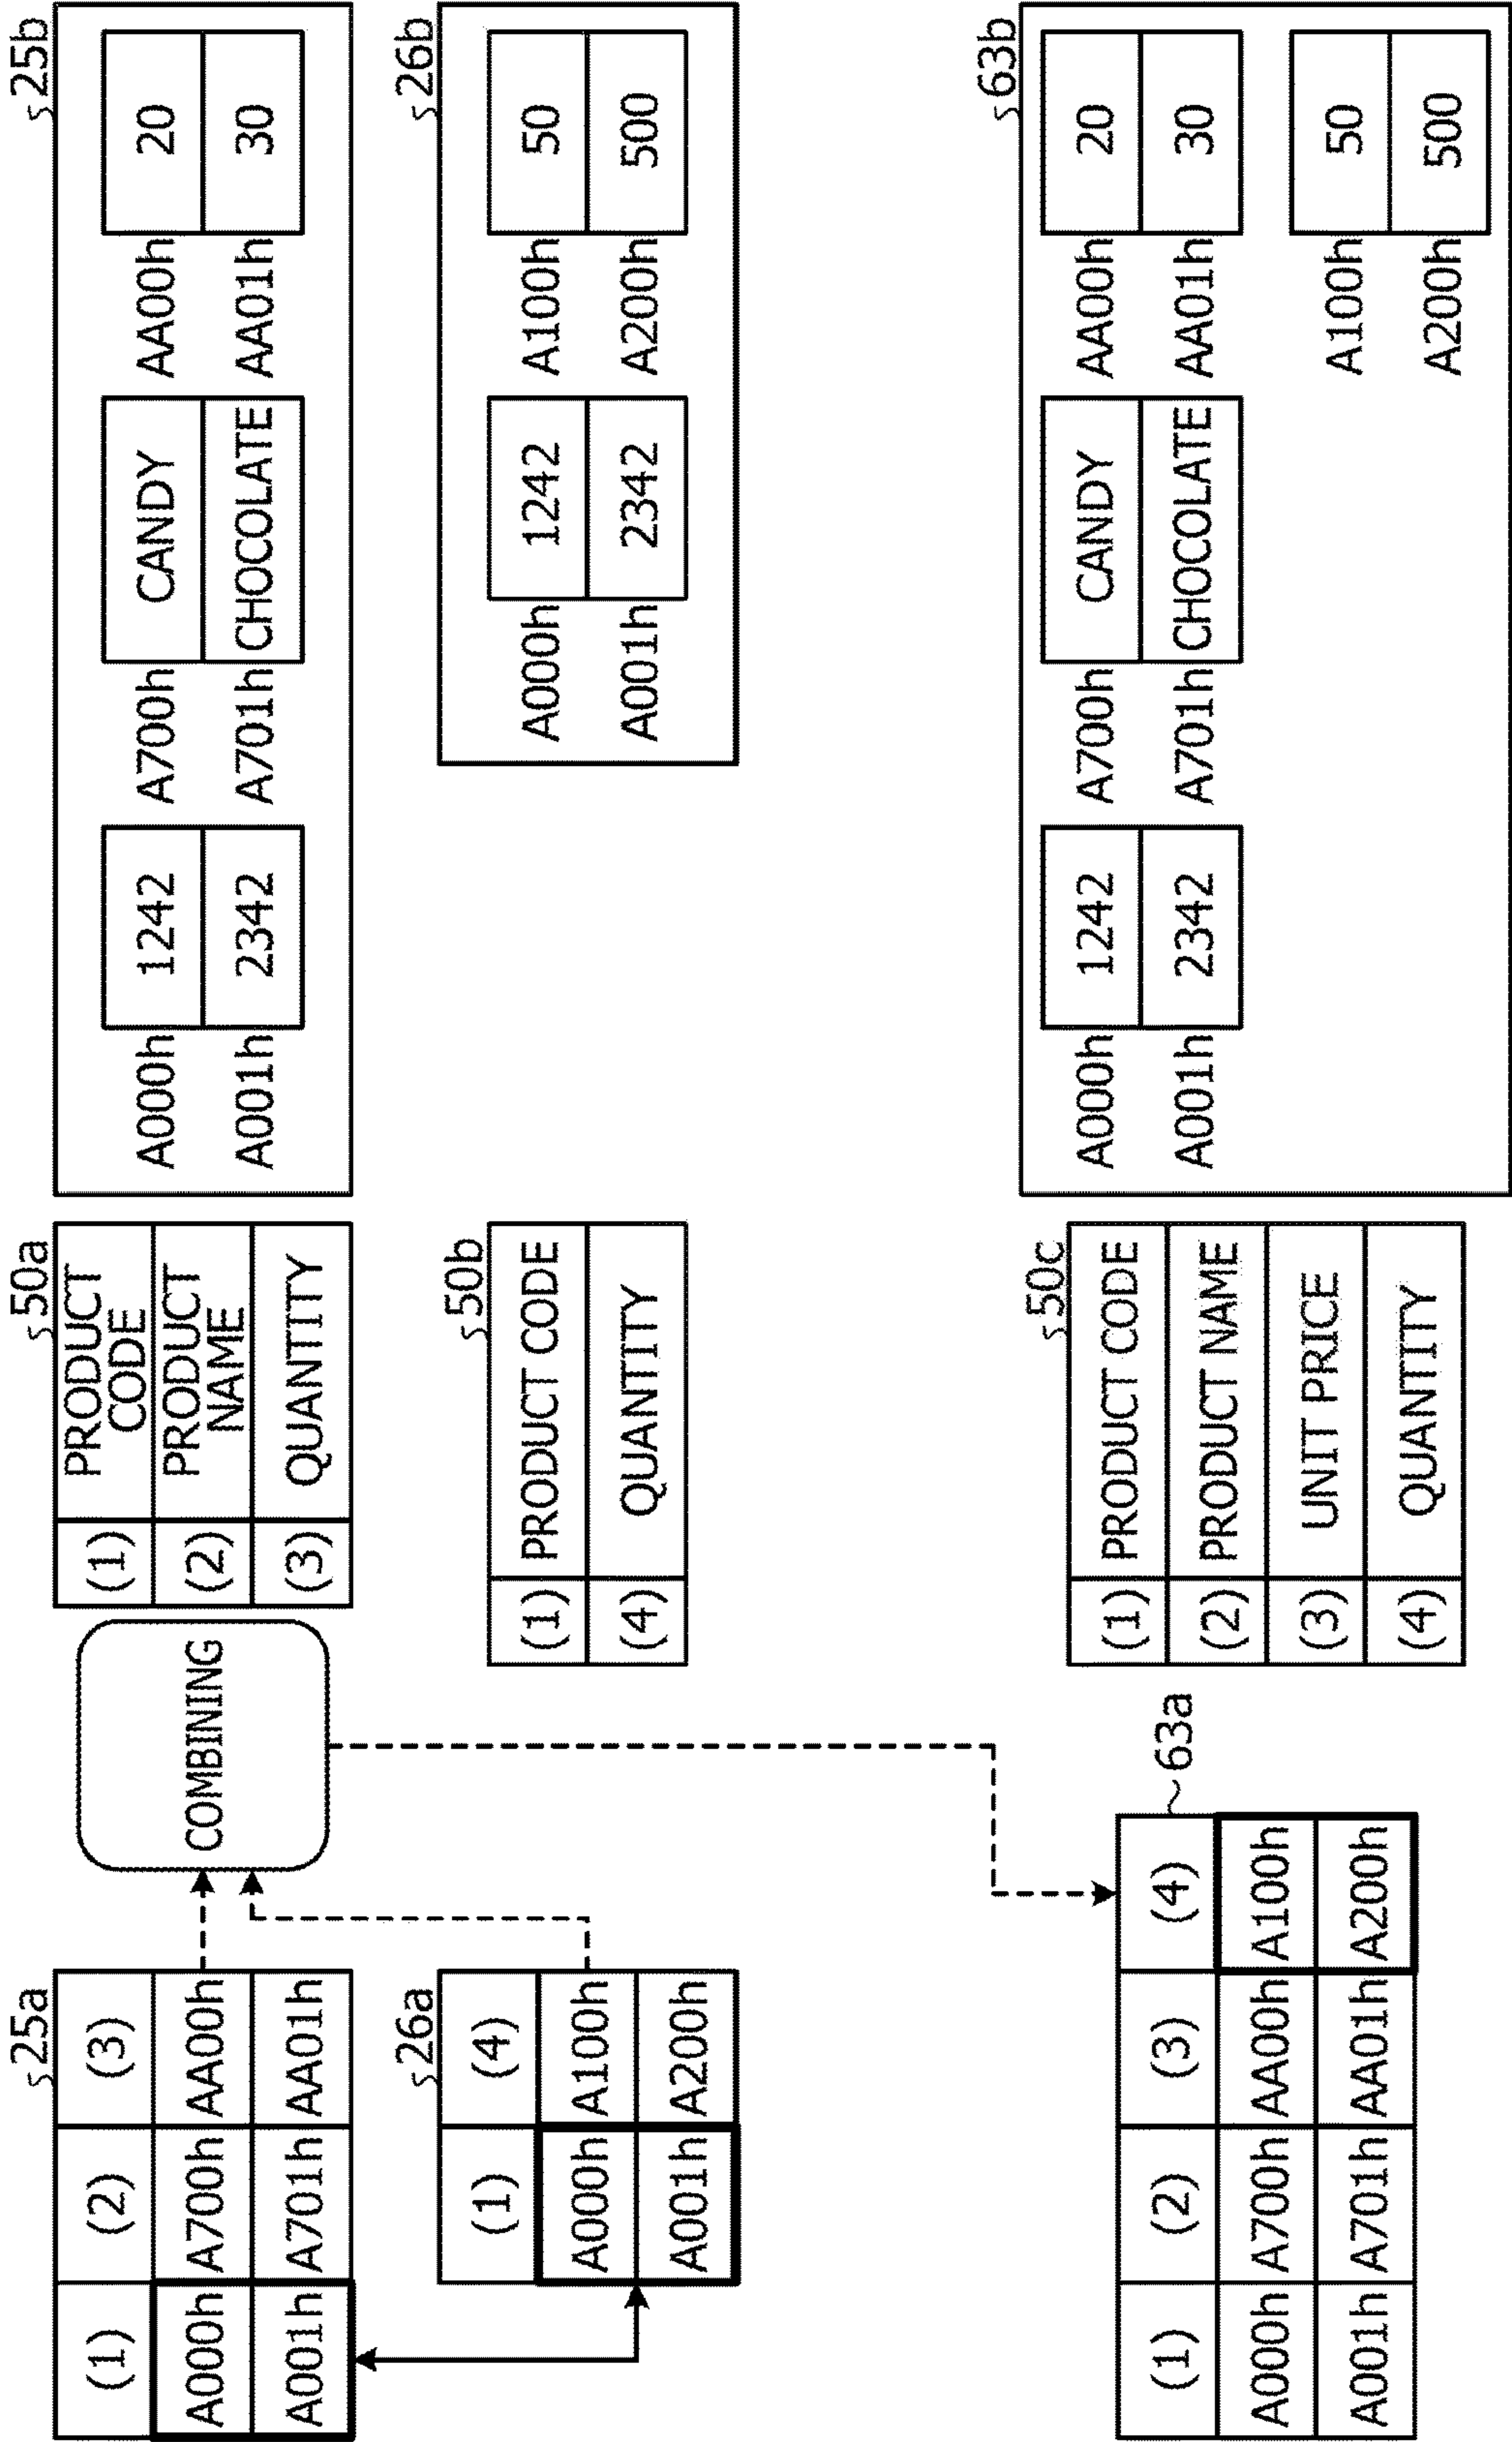 25a
(1) (2) (3)
A000h A700h AA00h
A001h A701h AA01h
COMBINING
50a
(1) PRODUCT
CODE
(2) PRODUCT
NAME
(3) QUANTITY
25b
A000h 1242 A700h CANDY AA00h 20
A001h 2342 A701h CHOCOLATE AA01h 30
26a
(1) (4)
A000h A100h
A001h A200h
50b
(1) PRODUCT CODE
(4) QUANTITY
26b
A000h 1242 A100h 50
A001h 2342 A200h 500
63a
(1) (2) (3) (4)
A000h A700h AA00h A100h
A001h A701h AA01h A200h
50c
(1) PRODUCT CODE
(2) PRODUCT NAME
(3) UNIT PRICE
(4) QUANTITY
63b
A000h 1242 A700h CANDY AA00h 20
A001h 2342 A701h CHOCOLATE AA01h 30
A100h 50
A200h 500